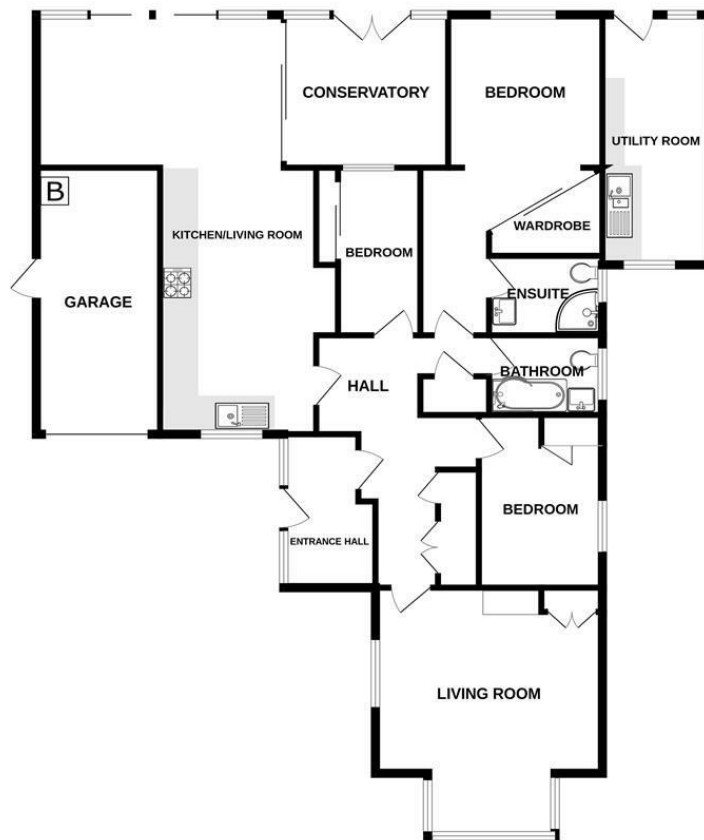 CONSERVATORY
BEDROOM
UTILITY ROOM
B
WARDROBE
KITCHEN/LIVING ROOM
BEDROOM
GARAGE
ENSUITE
BATHROOM
HALL
BEDROOM
ENTRANCE HALL
LIVING ROOM